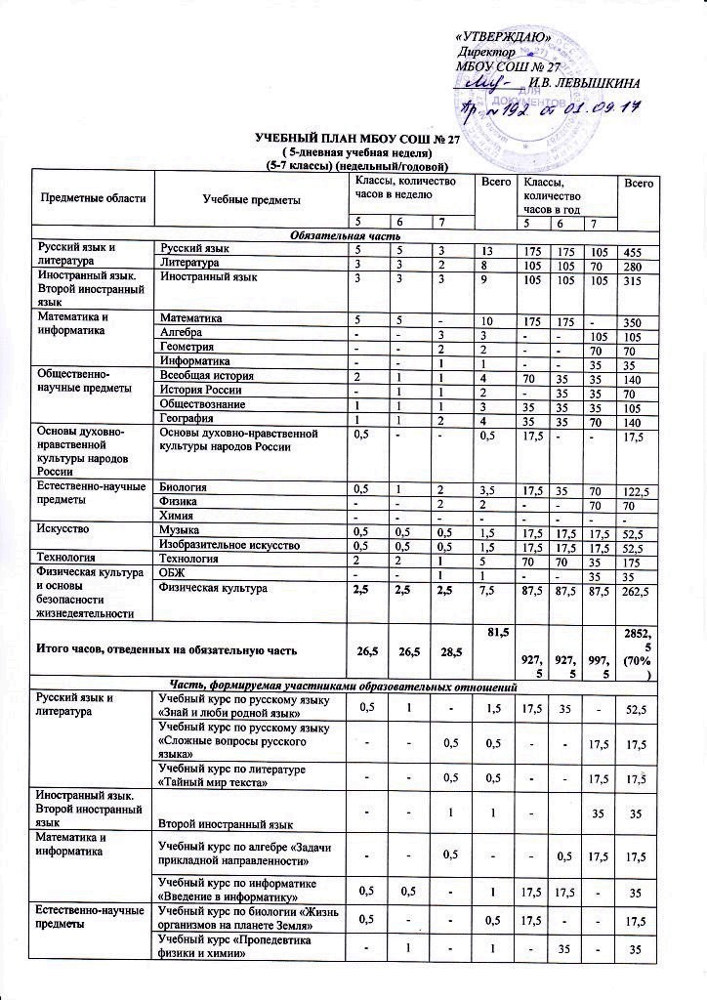 «УТВЕРЖДАЮ»
Директор
МБОУ СОШ № 27
И.В. ЛЕВЫШКИНА
ДЛЯ
ДОКУМЕНТОВ
Пр. № 192 от 01.09.17
УЧЕБНЫЙ ПЛАН МБОУ СОШ № 27
( 5-дневная учебная неделя)
(5-7 классы) (недельный/годовой)
Предметные области Учебные предметы Классы, количество часов в неделю Всего Классы, количество часов в год Всего
5 6 7 5 6 7
Обязательная часть
Русский язык и литература Русский язык 5 5 3 13 175 175 105 455
Литература 3 3 2 8 105 105 70 280
Иностранный язык. Второй иностранный язык Иностранный язык 3 3 3 9 105 105 105 315
Математика и информатика Математика 5 5 - 10 175 175 - 350
Алгебра - - 3 3 - - 105 105
Геометрия - - 2 2 - - 70 70
Информатика - - 1 1 - - 35 35
Общественно-научные предметы Всеобщая история 2 1 1 4 70 35 35 140
История России - 1 1 2 - 35 35 70
Обществознание 1 1 1 3 35 35 35 105
География 1 1 2 4 35 35 70 140
Основы духовно-нравственной культуры народов России Основы духовно-нравственной культуры народов России 0,5 - - 0,5 17,5 - - 17,5
Естественно-научные предметы Биология 0,5 1 2 3,5 17,5 35 70 122,5
Физика - - 2 2 - - 70 70
Химия - - - - - - - -
Искусство Музыка 0,5 0,5 0,5 1,5 17,5 17,5 17,5 52,5
Изобразительное искусство 0,5 0,5 0,5 1,5 17,5 17,5 17,5 52,5
Технология Технология 2 2 1 5 70 70 35 175
Физическая культура и основы безопасности жизнедеятельности ОБЖ - - 1 1 - - 35 35
Физическая культура 2,5 2,5 2,5 7,5 87,5 87,5 87,5 262,5
Итого часов, отведенных на обязательную часть 26,5 26,5 28,5 81,5 927,5 927,5 997,5 2852,5 (70%)
Часть, формируемая участниками образовательных отношений
Русский язык и литература Учебный курс по русскому языку «Знай и люби родной язык» 0,5 1 - 1,5 17,5 35 - 52,5
Учебный курс по русскому языку «Сложные вопросы русского языка» - - 0,5 0,5 - - 17,5 17,5
Учебный курс по литературе «Тайный мир текста» - - 0,5 0,5 - - 17,5 17,5
Иностранный язык. Второй иностранный язык Второй иностранный язык - - 1 1 - 35 35
Математика и информатика Учебный курс по алгебре «Задачи прикладной направленности» - - 0,5 - - 0,5 17,5 17,5
Учебный курс по информатике «Введение в информатику» 0,5 0,5 - 1 17,5 17,5 - 35
Естественно-научные предметы Учебный курс по биологии «Жизнь организмов на планете Земля» 0,5 - - 0,5 17,5 - - 17,5
Учебный курс «Пропедевтика физики и химии» - 1 - 1 - 35 - 35